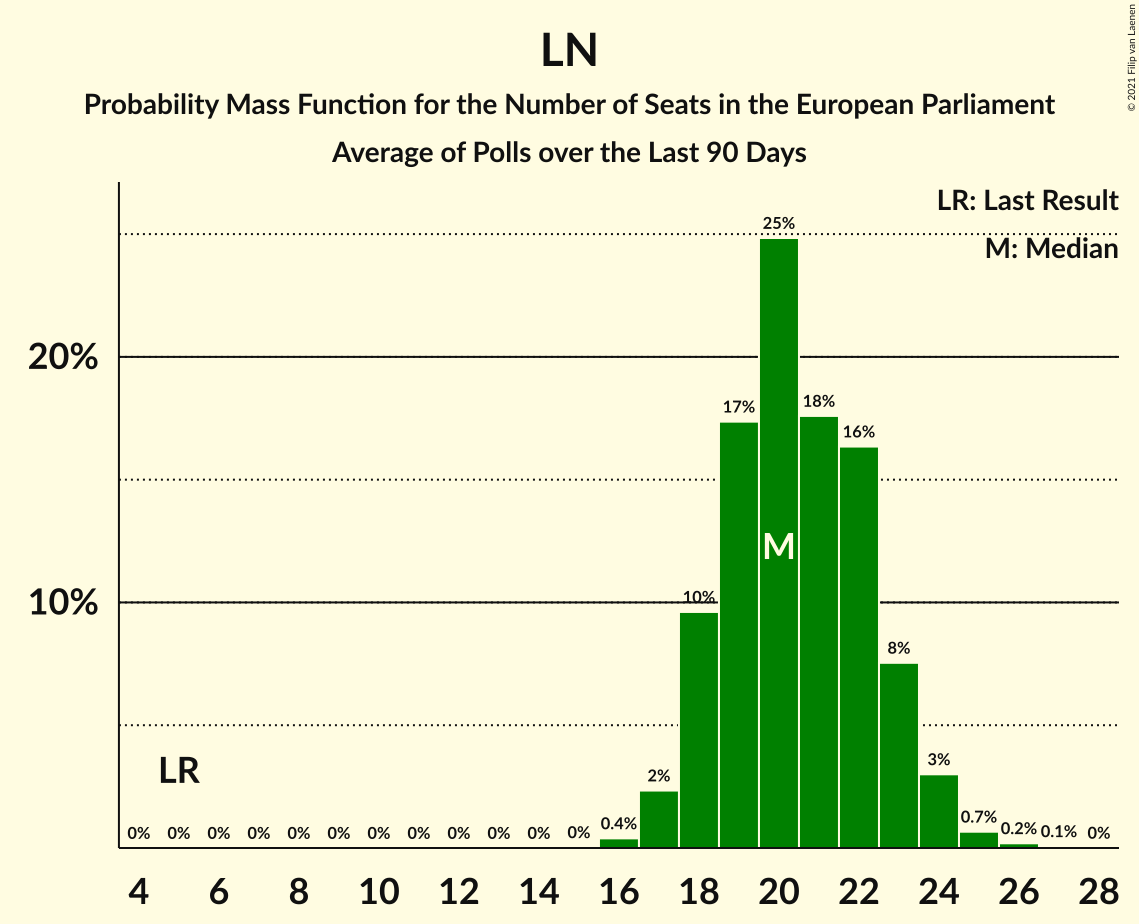 LN
Probability Mass Function for the Number of Seats in the European Parliament
Average of Polls over the Last 90 Days
© 2021 Filip van Laenen
LR: Last Result
M: Median
20%
10%
25%
17%
18%
16%
10%
8%
M
LR
2%
3%
0% 0% 0% 0% 0% 0% 0% 0% 0% 0% 0% 0% 0.4% 0.7% 0.2% 0.1% 0%
4 6 8 10 12 14 16 18 20 22 24 26 28